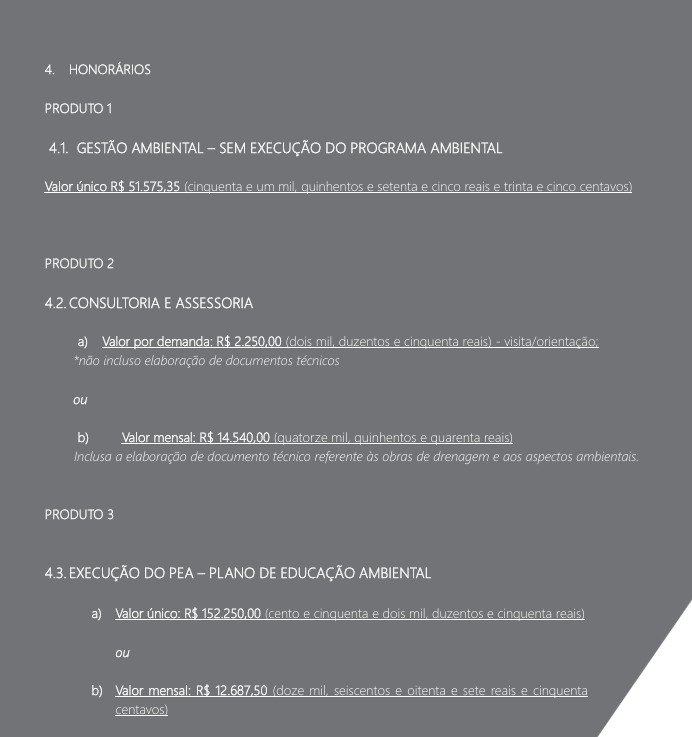 4. HONORÁRIOS
PRODUTO 1
4.1. GESTÃO AMBIENTAL – SEM EXECUÇÃO DO PROGRAMA AMBIENTAL
Valor único R$ 51.575,35 (cinquenta e um mil, quinhentos e setenta e cinco reais e trinta e cinco centavos)
PRODUTO 2
4.2. CONSULTORIA E ASSESSORIA
a) Valor por demanda: R$ 2.250,00 (dois mil, duzentos e cinquenta reais) - visita/orientação;
*não incluso elaboração de documentos técnicos
ou
b) Valor mensal: R$ 14.540,00 (quatorze mil, quinhentos e quarenta reais)
Inclusa a elaboração de documento técnico referente às obras de drenagem e aos aspectos ambientais.
PRODUTO 3
4.3. EXECUÇÃO DO PEA – PLANO DE EDUCAÇÃO AMBIENTAL
a) Valor único: R$ 152.250,00 (cento e cinquenta e dois mil, duzentos e cinquenta reais)
ou
b) Valor mensal: R$ 12.687,50 (doze mil, seiscentos e oitenta e sete reais e cinquenta
centavos)